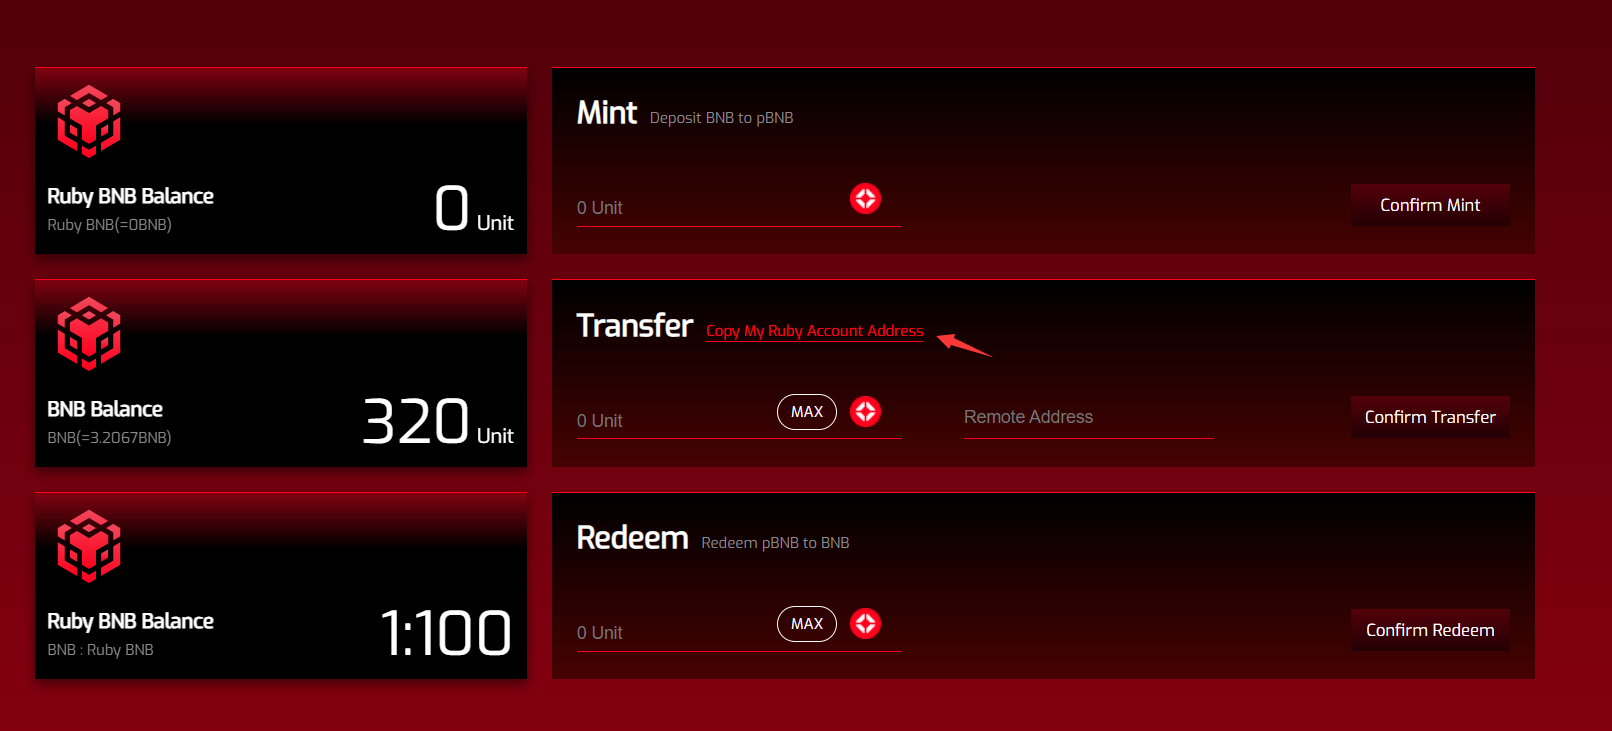 Ruby BNB Balance
Ruby BNB(=0BNB)
0 Unit
Mint Deposit BNB to pBNB
0 Unit
Confirm Mint
BNB Balance
BNB(=3.2067BNB)
320 Unit
Transfer Copy My Ruby Account Address
0 Unit
MAX
Remote Address
Confirm Transfer
Ruby BNB Balance
BNB : Ruby BNB
1:100
Redeem Redeem pBNB to BNB
0 Unit
MAX
Confirm Redeem